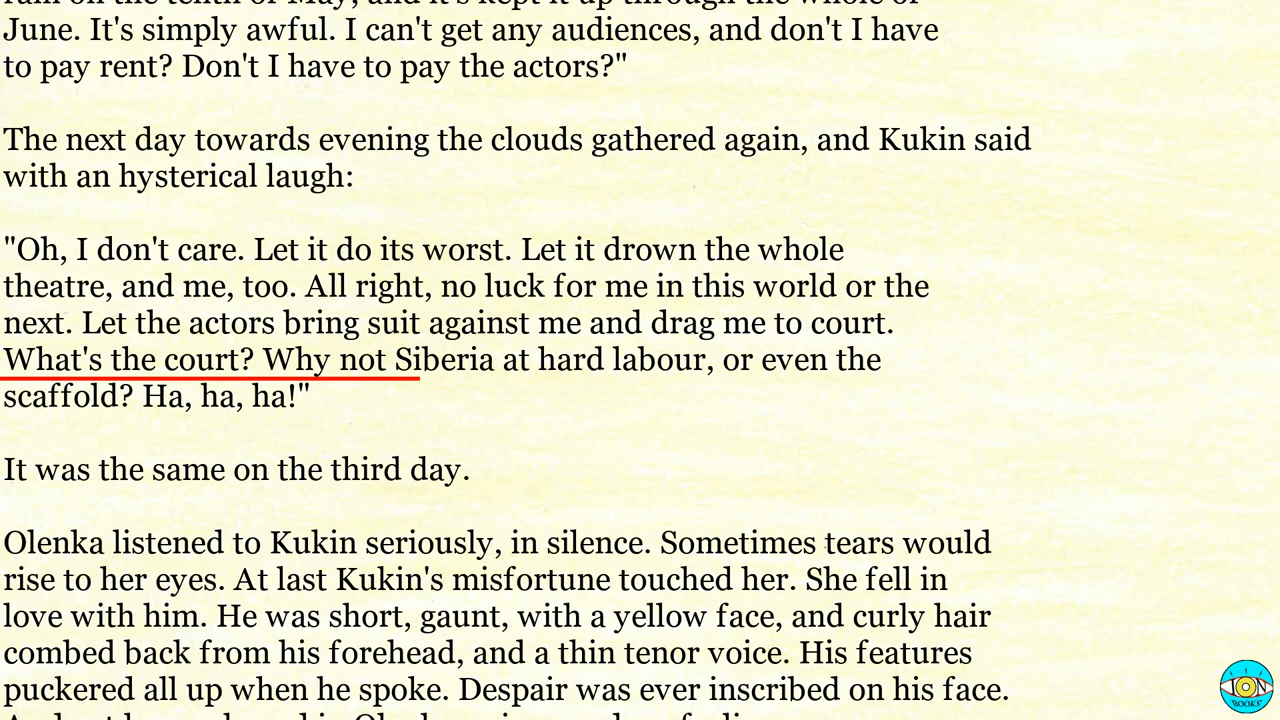 June. It's simply awful. I can't get any audiences, and don't I have
to pay rent? Don't I have to pay the actors?"
The next day towards evening the clouds gathered again, and Kukin said
with an hysterical laugh:
"Oh, I don't care. Let it do its worst. Let it drown the whole
theatre, and me, too. All right, no luck for me in this world or the
next. Let the actors bring suit against me and drag me to court.
What's the court? Why not Siberia at hard labour, or even the
scaffold? Ha, ha, ha!"
It was the same on the third day.
Olenka listened to Kukin seriously, in silence. Sometimes tears would
rise to her eyes. At last Kukin's misfortune touched her. She fell in
love with him. He was short, gaunt, with a yellow face, and curly hair
combed back from his forehead, and a thin tenor voice. His features
puckered all up when he spoke. Despair was ever inscribed on his face.
ION
BOOKS